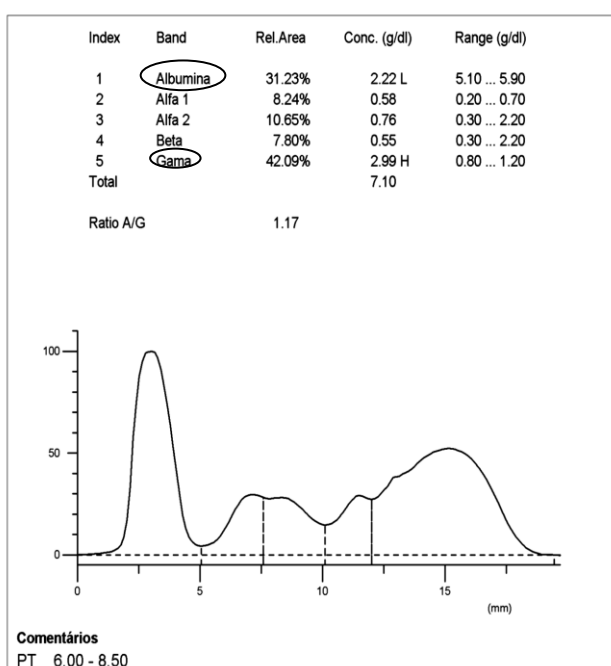 Index Band Rel.Area Conc. (g/dl) Range (g/dl)
1 Albumina 31.23% 2.22 L 5.10 ... 5.90
2 Alfa 1 8.24% 0.58 0.20 ... 0.70
3 Alfa 2 10.65% 0.76 0.30 ... 2.20
4 Beta 7.80% 0.55 0.30 ... 2.20
5 Gama 42.09% 2.99 H 0.80 ... 1.20
Total 7.10
Ratio A/G 1.17
100
50
0
0 5 10 15
(mm)
Comentários
PT 6.00 - 8.50